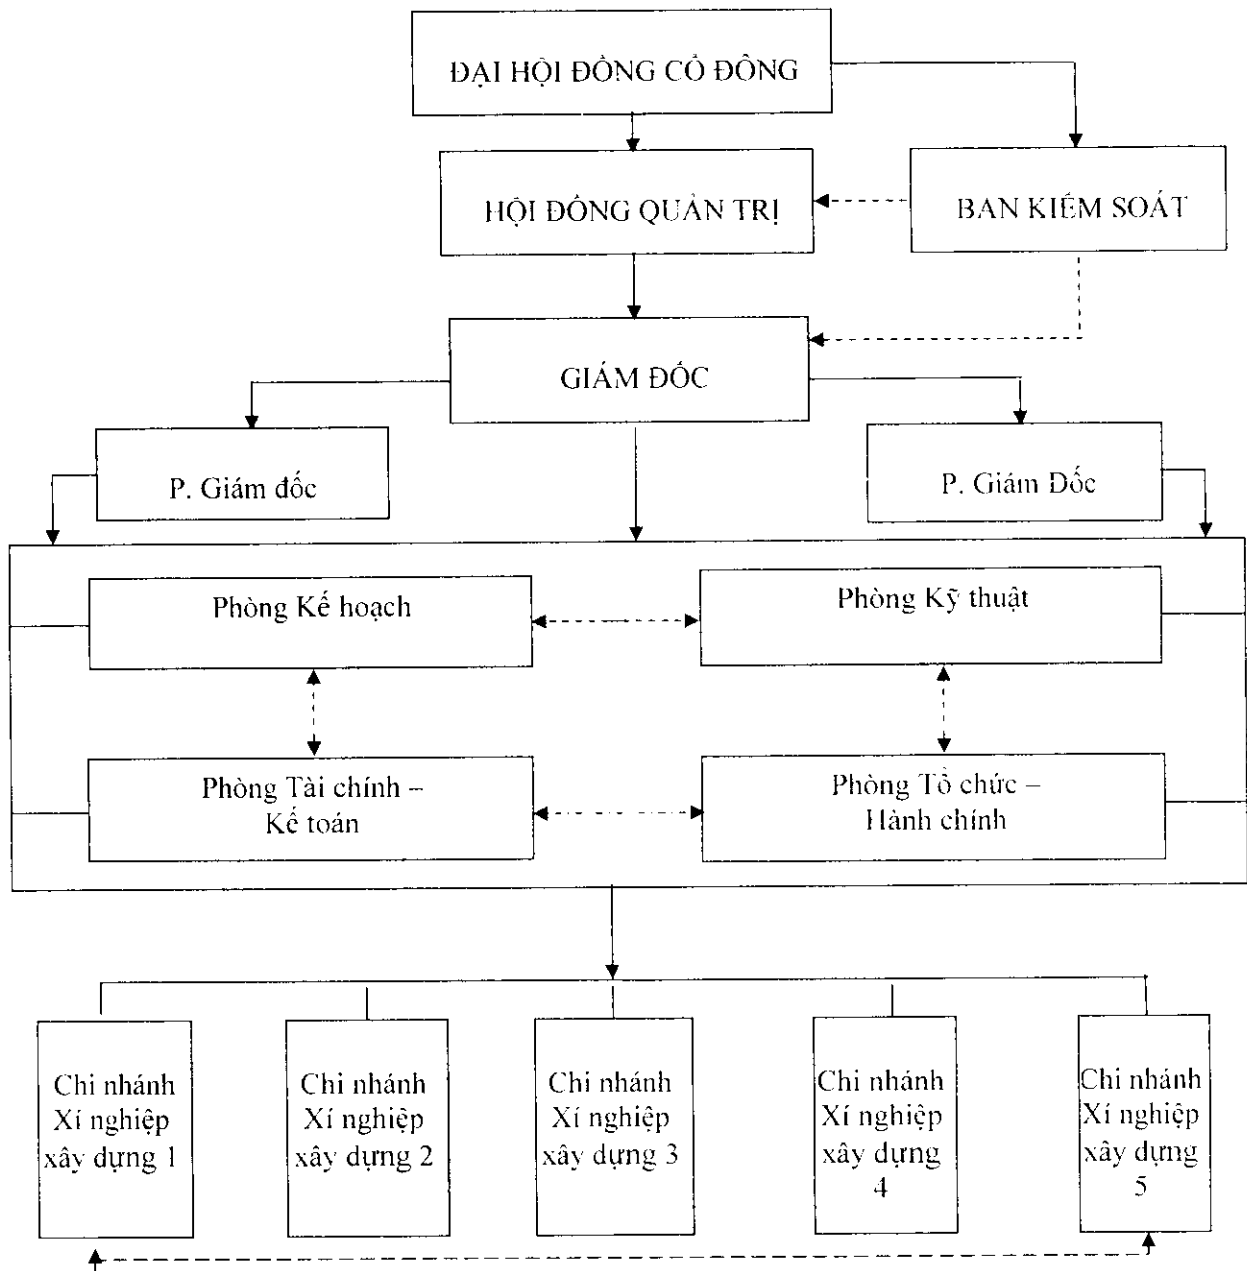 ĐẠI HỘI ĐỒNG CỔ ĐÔNG
HỘI ĐỒNG QUẢN TRỊ
BAN KIỂM SOÁT
GIÁM ĐỐC
P. Giám đốc
P. Giám Đốc
Phòng Kế hoạch
Phòng Kỹ thuật
Phòng Tài chính –
Kế toán
Phòng Tổ chức –
Hành chính
Chi nhánh
Xí nghiệp
xây dựng 1
Chi nhánh
Xí nghiệp
xây dựng 2
Chi nhánh
Xí nghiệp
xây dựng 3
Chi nhánh
Xí nghiệp
xây dựng
4
Chi nhánh
Xí nghiệp
xây dựng
5